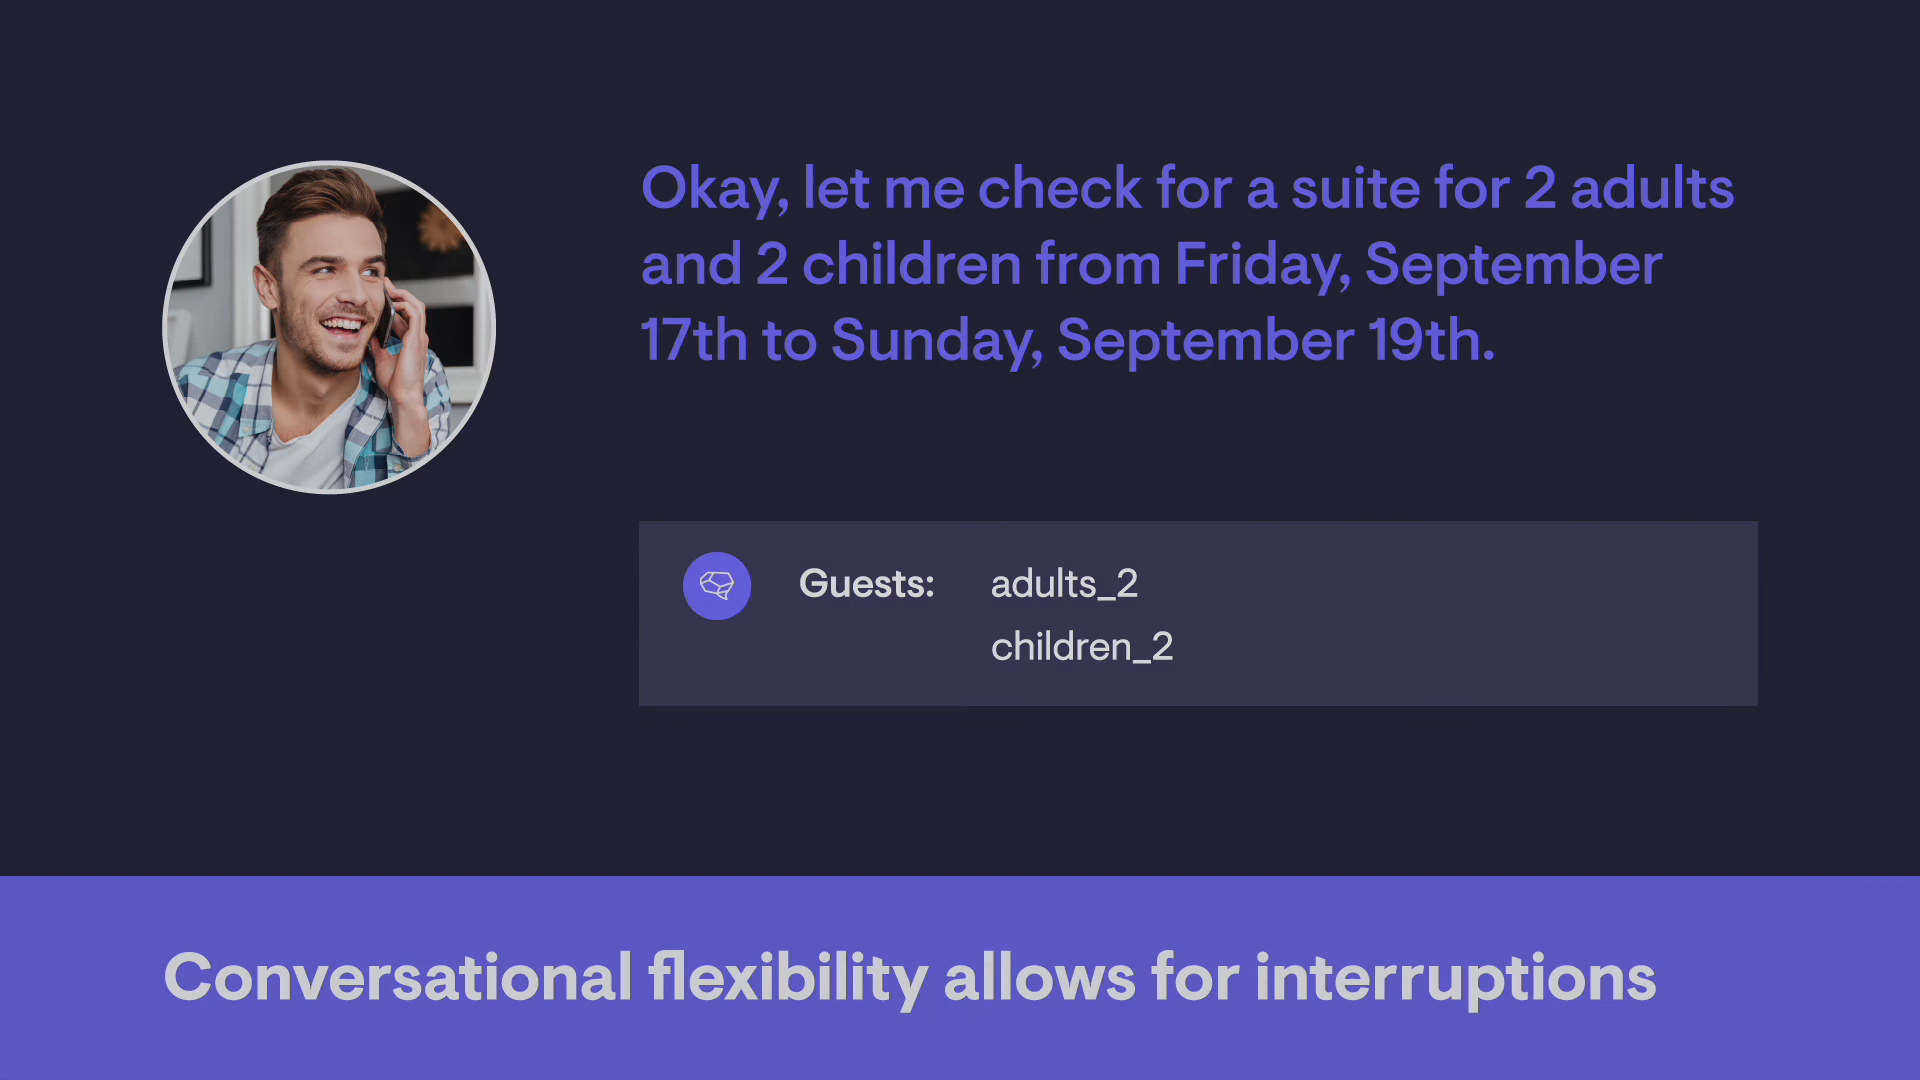 Okay, let me check for a suite for 2 adults
and 2 children from Friday, September
17th to Sunday, September 19th.
Guests: adults_2
children_2
Conversational flexibility allows for interruptions